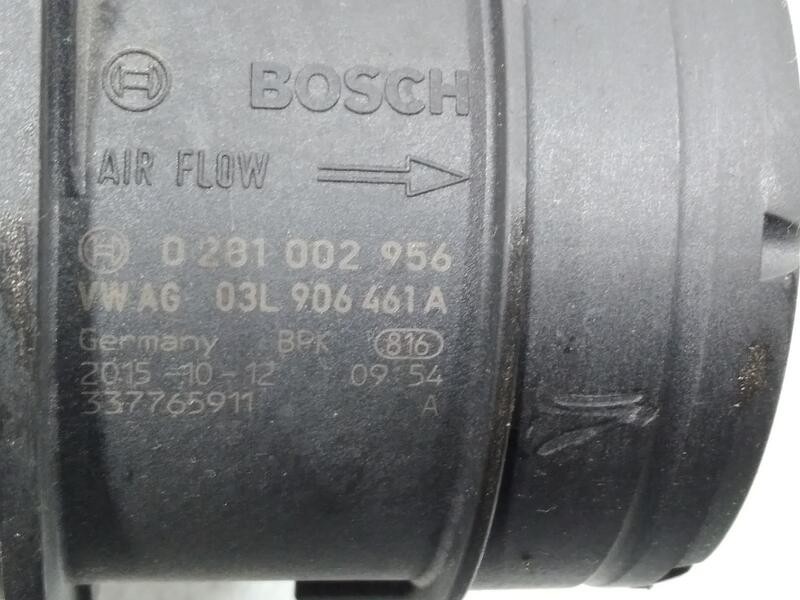 BOSCH
AIR FLOW
0 281 002 956
VW AG 03L 906 461 A
Germany BPK 816
2015-10-12 09:54
337765911 A